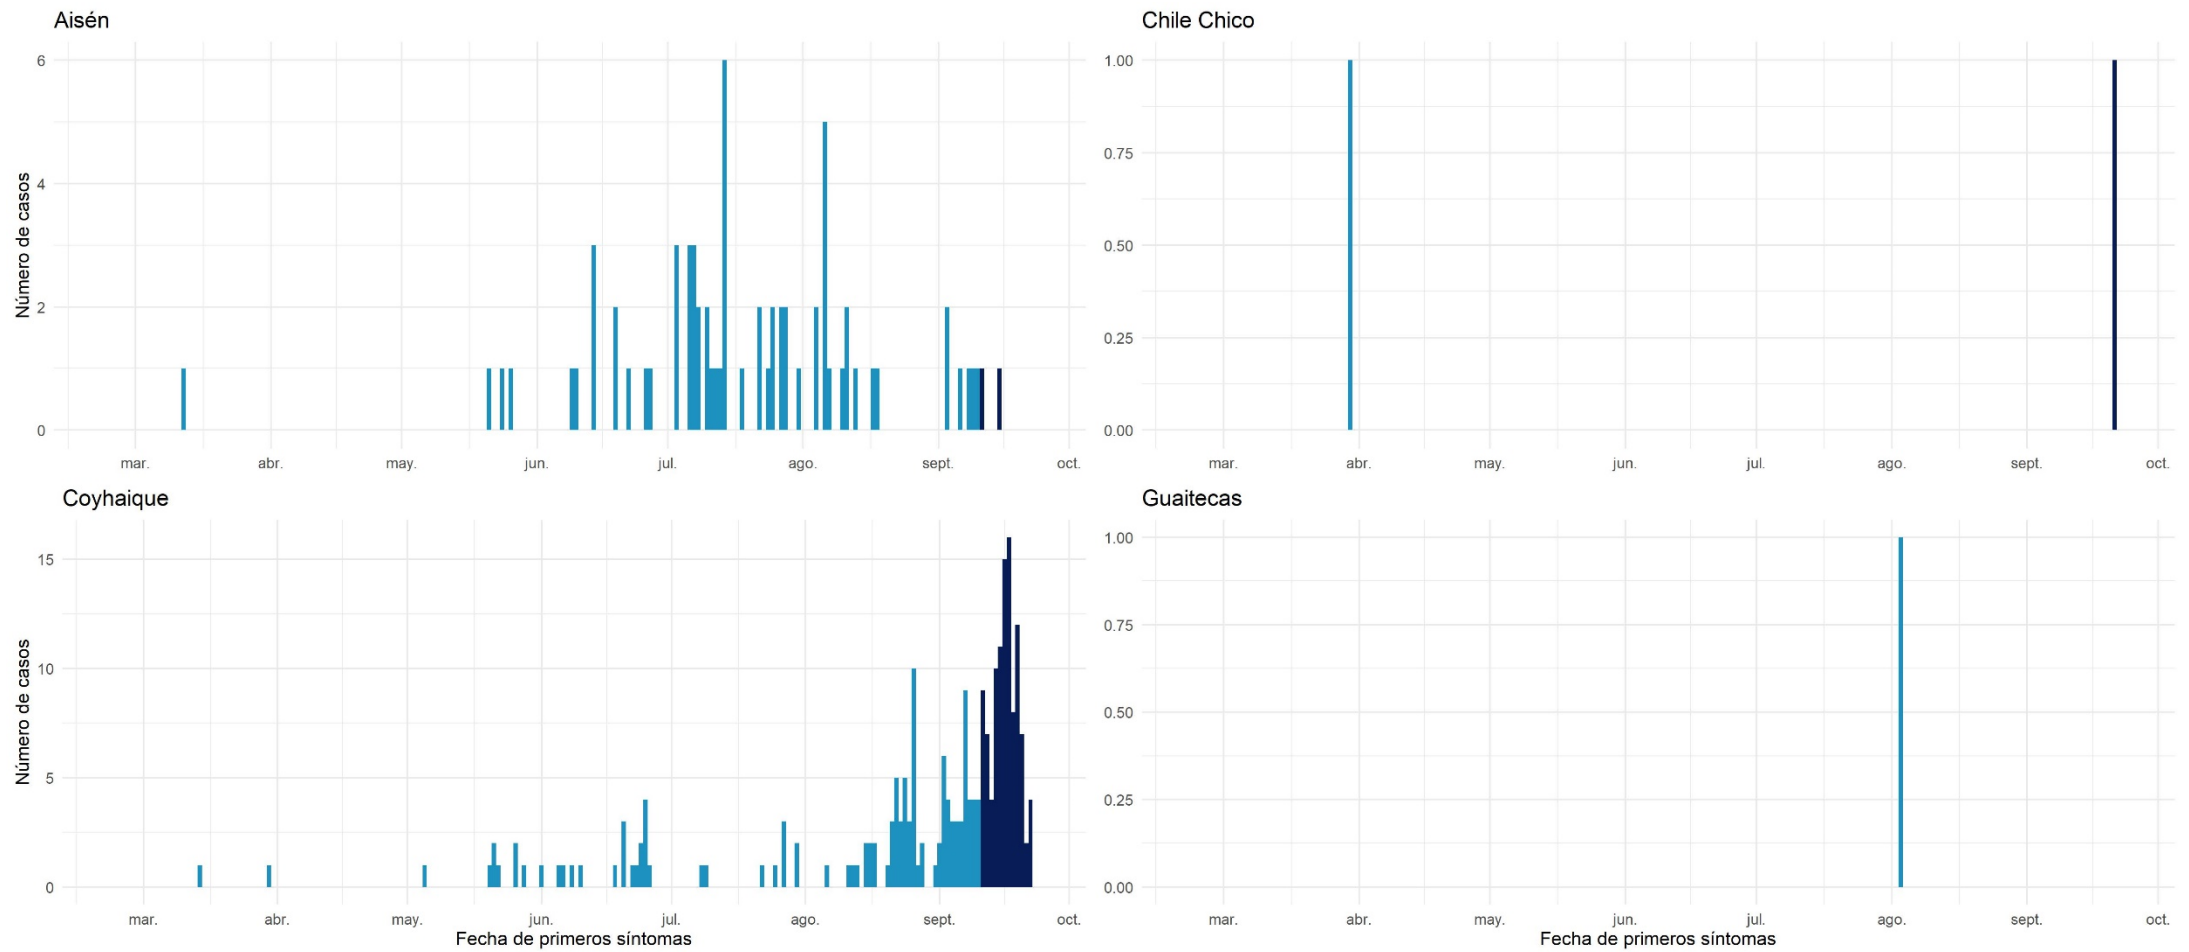 Aisén
Número de casos
6
4
2
0
mar. abr. may. jun. jul. ago. sept. oct.
Chile Chico
1.00
0.75
0.50
0.25
0.00
mar. abr. may. jun. jul. ago. sept. oct.
Coyhaique
Número de casos
15
10
5
0
mar. abr. may. jun. jul. ago. sept. oct.
Fecha de primeros síntomas
Guaitecas
1.00
0.75
0.50
0.25
0.00
mar. abr. may. jun. jul. ago. sept. oct.
Fecha de primeros síntomas